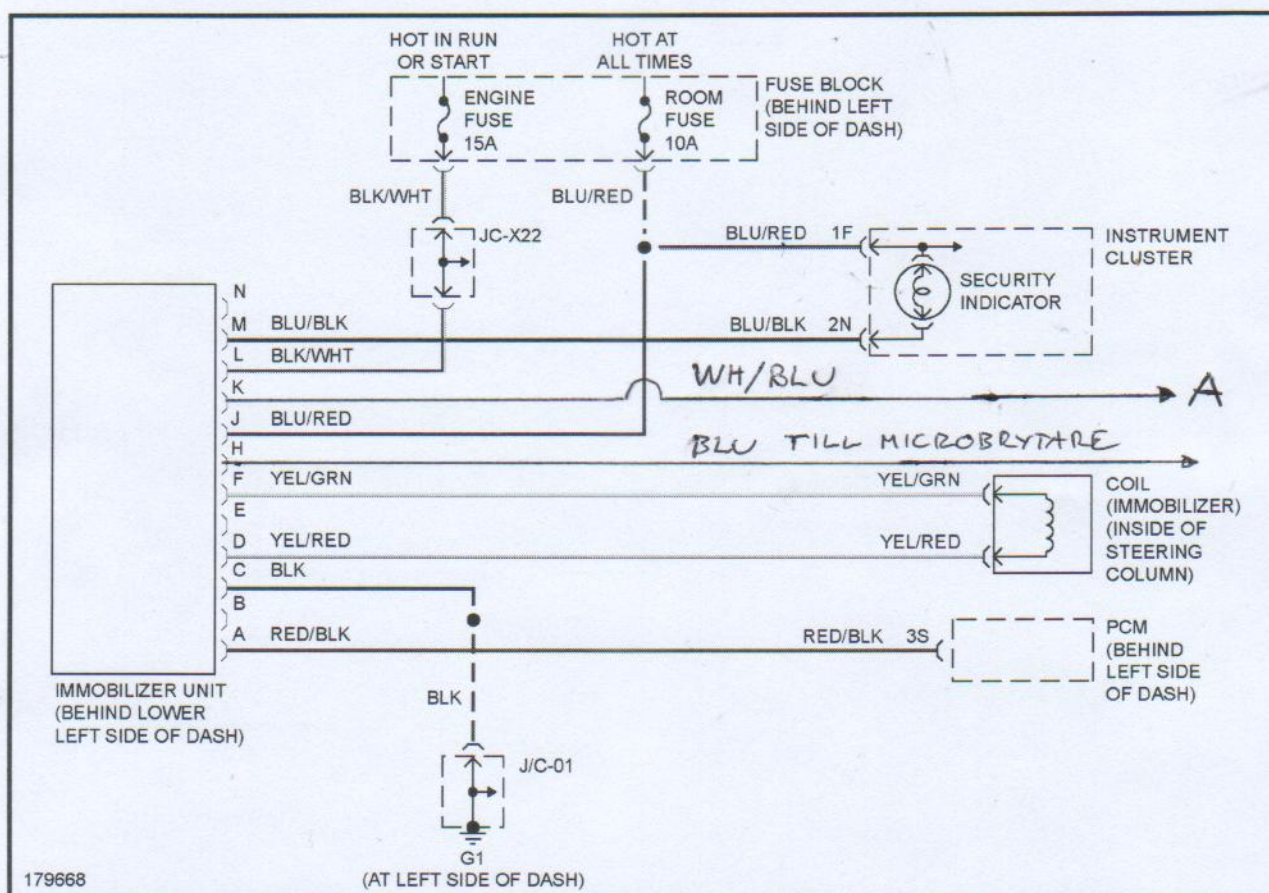 HOT IN RUN
OR START
HOT AT
ALL TIMES
ENGINE
FUSE
15A
ROOM
FUSE
10A
FUSE BLOCK
(BEHIND LEFT
SIDE OF DASH)
BLK/WHT
BLU/RED
JC-X22
BLU/RED 1F
INSTRUMENT
CLUSTER
SECURITY
INDICATOR
N
M BLU/BLK
BLU/BLK 2N
L BLK/WHT
K
WH/BLU
A
J BLU/RED
H
BLU TILL MICROBRYTARE
F YEL/GRN
YEL/GRN
E
D YEL/RED
YEL/RED
COIL
(IMMOBILIZER)
(INSIDE OF
STEERING
COLUMN)
C BLK
B
A RED/BLK
RED/BLK 3S
PCM
(BEHIND
LEFT SIDE
OF DASH)
IMMOBILIZER UNIT
(BEHIND LOWER
LEFT SIDE OF DASH)
BLK
J/C-01
G1
(AT LEFT SIDE OF DASH)
179668